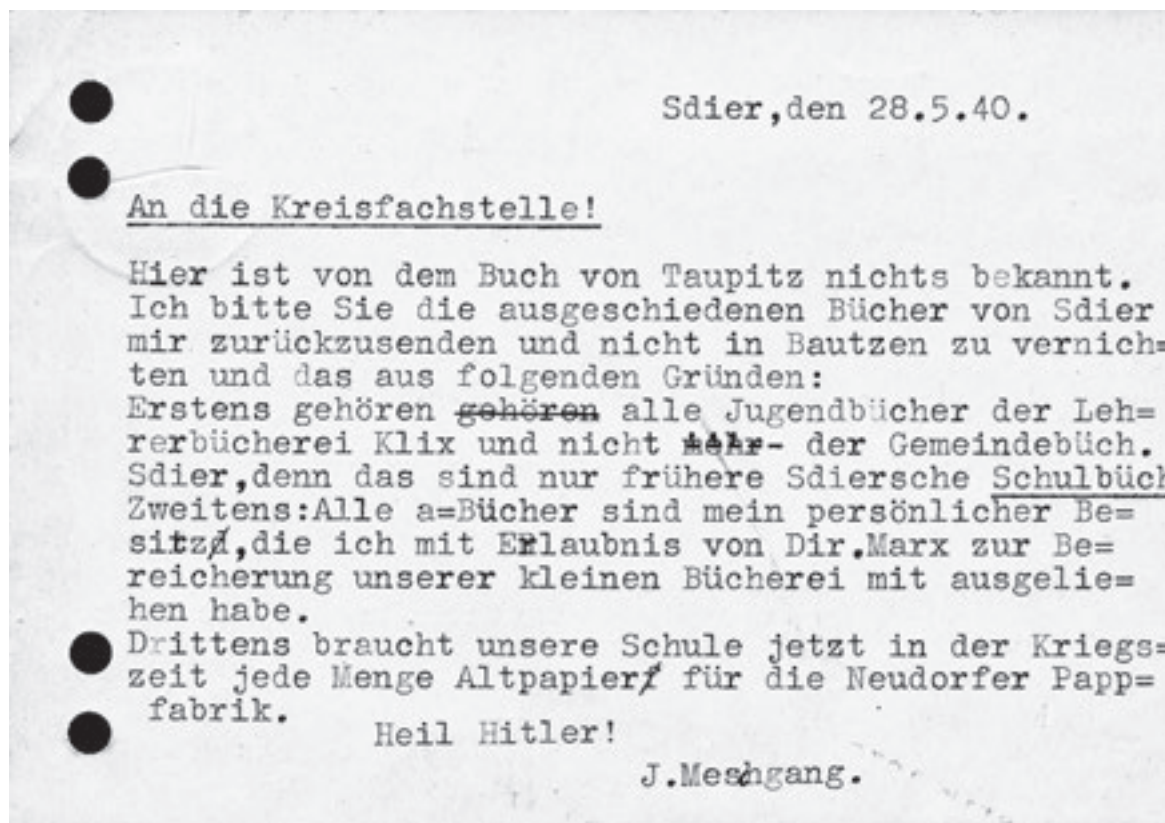 Sdier,den 28.5.40.
An die Kreisfachstelle!
Hier ist von dem Buch von Taupitz nichts bekannt.
Ich bitte Sie die ausgeschiedenen Bücher von Sdier
mir zurückzusenden und nicht in Bautzen zu vernich=
ten und das aus folgenden Gründen:
Erstens gehören gehören alle Jugendbücher der Leh=
rerbücherei Klix und nicht - der Gemeindebüch.
Sdier,denn das sind nur frühere Sdiersche Schulbüch
Zweitens:Alle a=Bücher sind mein persönlicher Be=
sitz,die ich mit Erlaubnis von Dir.Marx zur Be=
reicherung unserer kleinen Bücherei mit ausgelie=
hen habe.
Drittens braucht unsere Schule jetzt in der Kriegs=
zeit jede Menge Altpapier für die Neudorfer Papp=
fabrik.
Heil Hitler!
J.Meschgang.